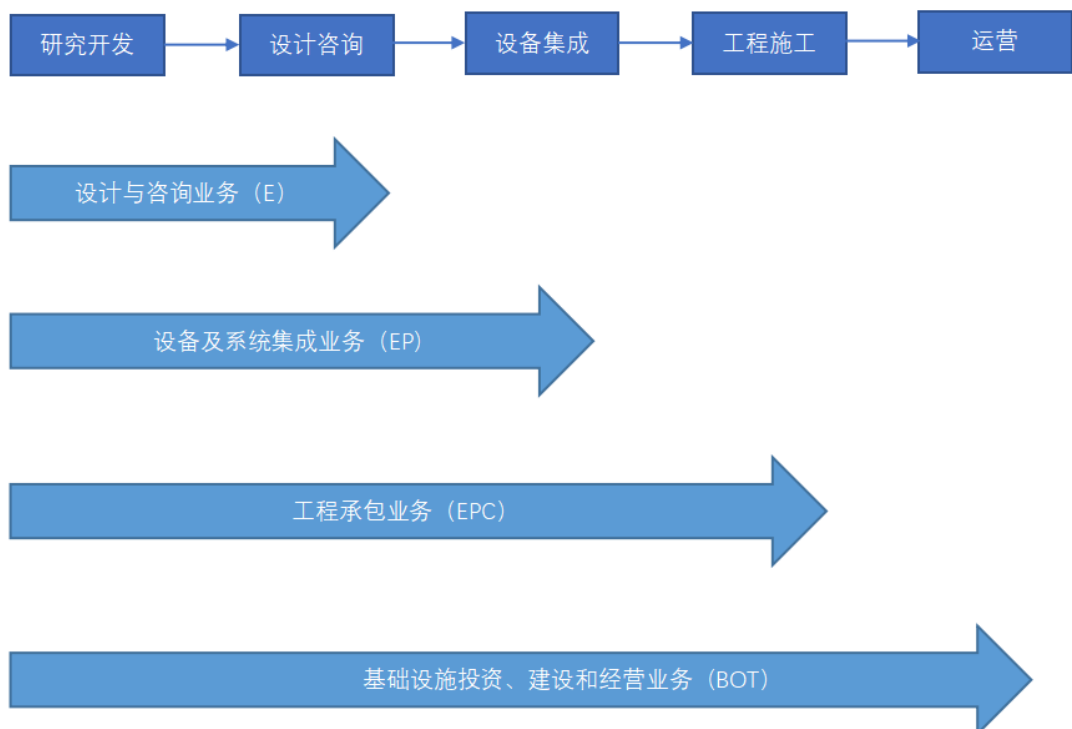 研究开发
设计咨询
设备集成
工程施工
运营
设计与咨询业务（E）
设备及系统集成业务（EP）
工程承包业务（EPC）
基础设施投资、建设和经营业务（BOT）